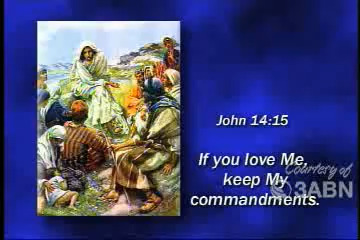 John 14:15
If you love Me,
keep My
commandments.
Courtesy of
3ABN